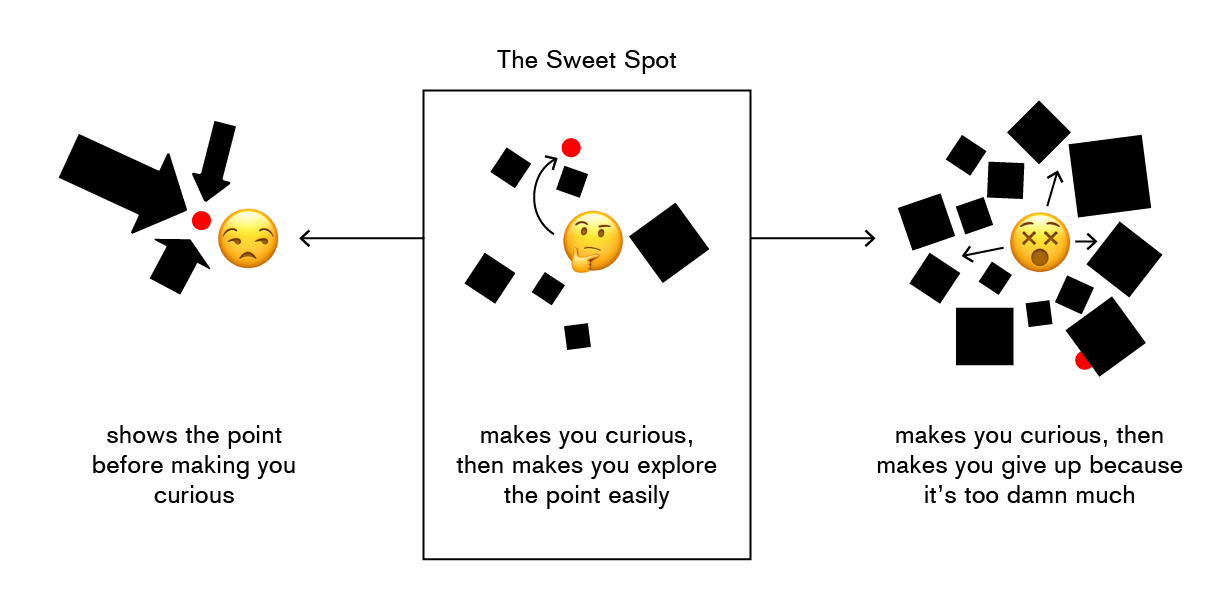 The Sweet Spot
shows the point
before making you
curious
makes you curious,
then makes you explore
the point easily
makes you curious, then
makes you give up because
it's too damn much